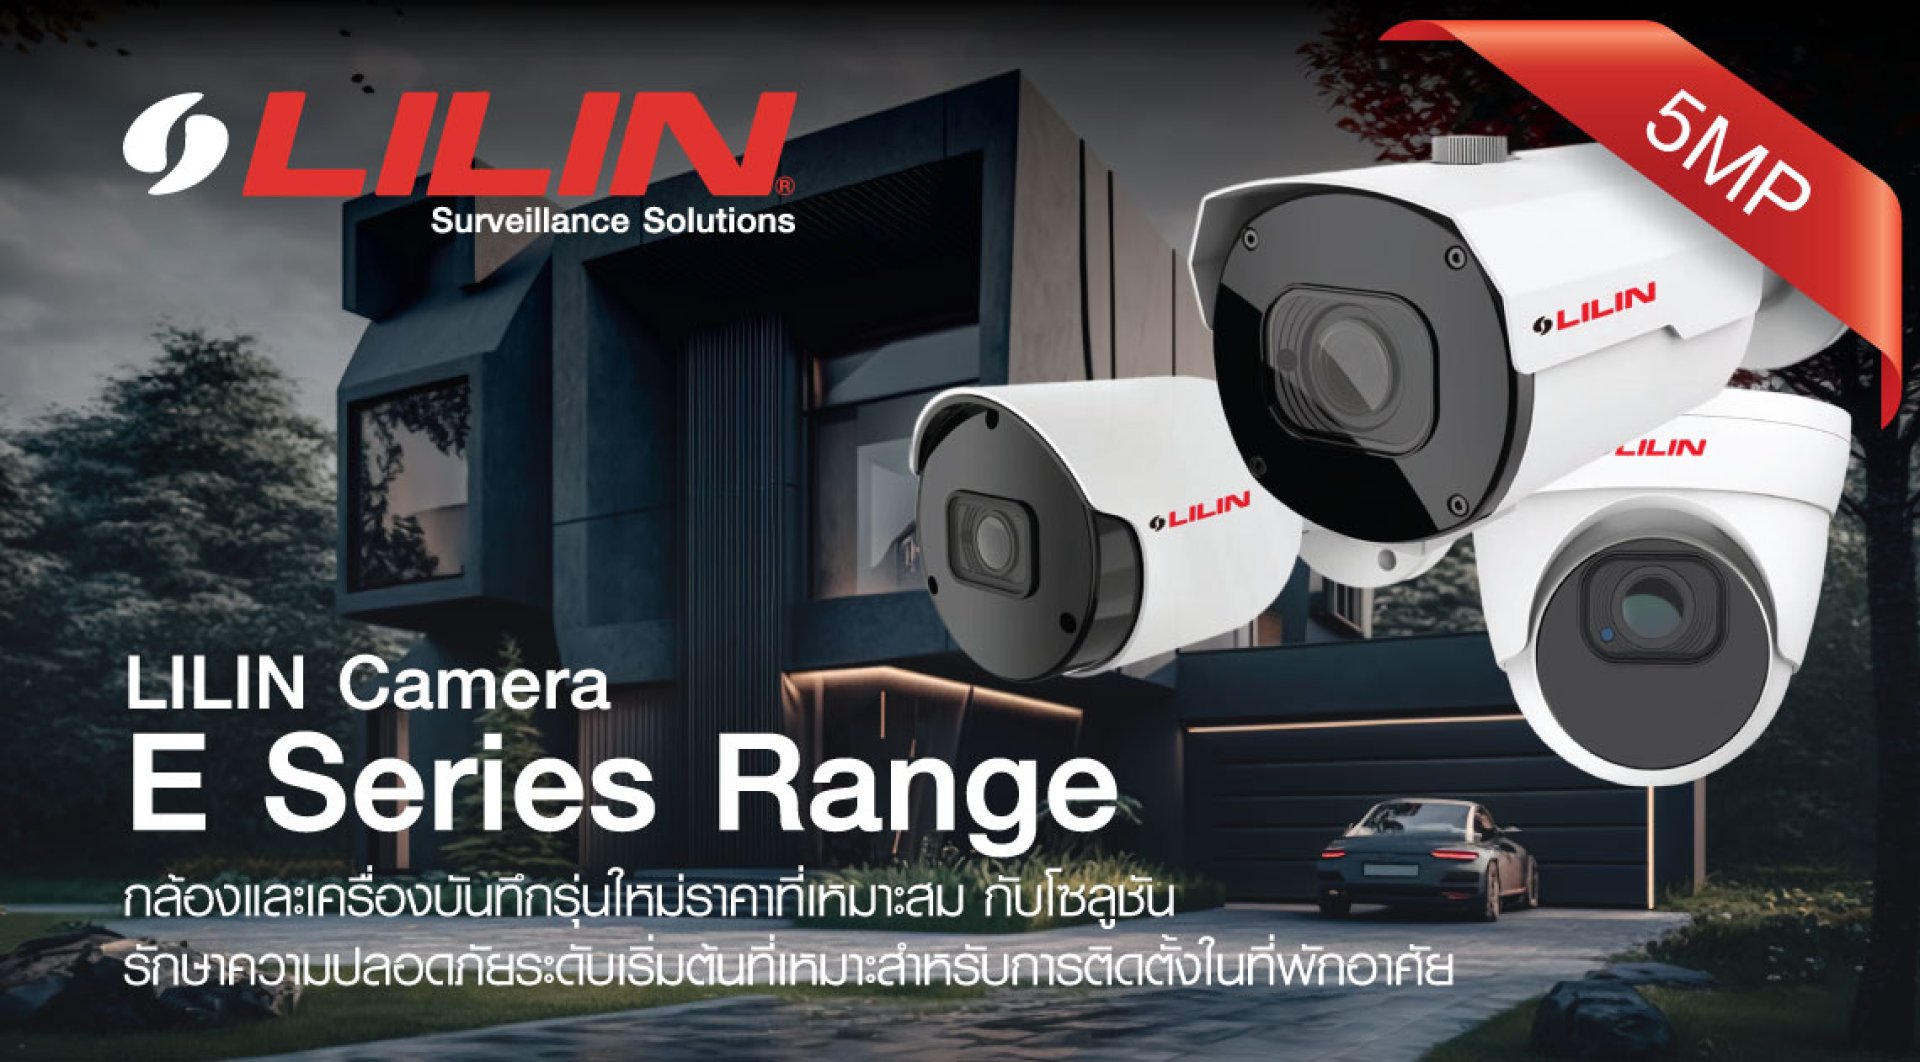 LILIN®
Surveillance Solutions
5MP
LILIN
LILIN
LILIN
LILIN Camera
E Series Range
กล้องและเครื่องบันทึกรุ่นใหม่ราคาที่เหมาะสม กับโซลูชัน
รักษาความปลอดภัยระดับเริ่มต้นที่เหมาะสำหรับการติดตั้งในที่พักอาศัย